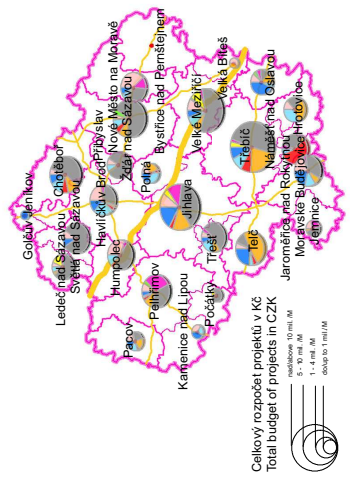 Golčův Jeníkov
Ledeč nad Sázavou
Světlá nad Sázavou
Chotěboř
Havlíčkův Brod
Přibyslav
Žďár nad Sázavou
Nové Město na Moravě
Bystřice nad Pernštejnem
Humpolec
Polná
Velké Meziříčí
Velká Bíteš
Pacov
Pelhřimov
Jihlava
Kamenice nad Lipou
Počátky
Třešť
Telč
Třebíč
Náměšť nad Oslavou
Hrotovice
Jaroměřice nad Rokytnou
Moravské Budějovice
Jemnice
Celkový rozpočet projektů v Kč
Total budget of projects in CZK
nad/above 10 mil. /M
5 - 10 mil. /M
1 - 4 mil. /M
do/up to 1 mil /M